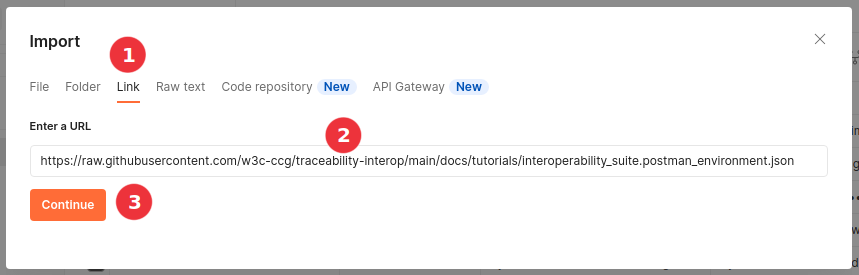 Import
1
File Folder Link Raw text Code repository New API Gateway New
Enter a URL
2
https://raw.githubusercontent.com/w3c-ccg/traceability-interop/main/docs/tutorials/interoperability_suite.postman_environment.json
Continue 3